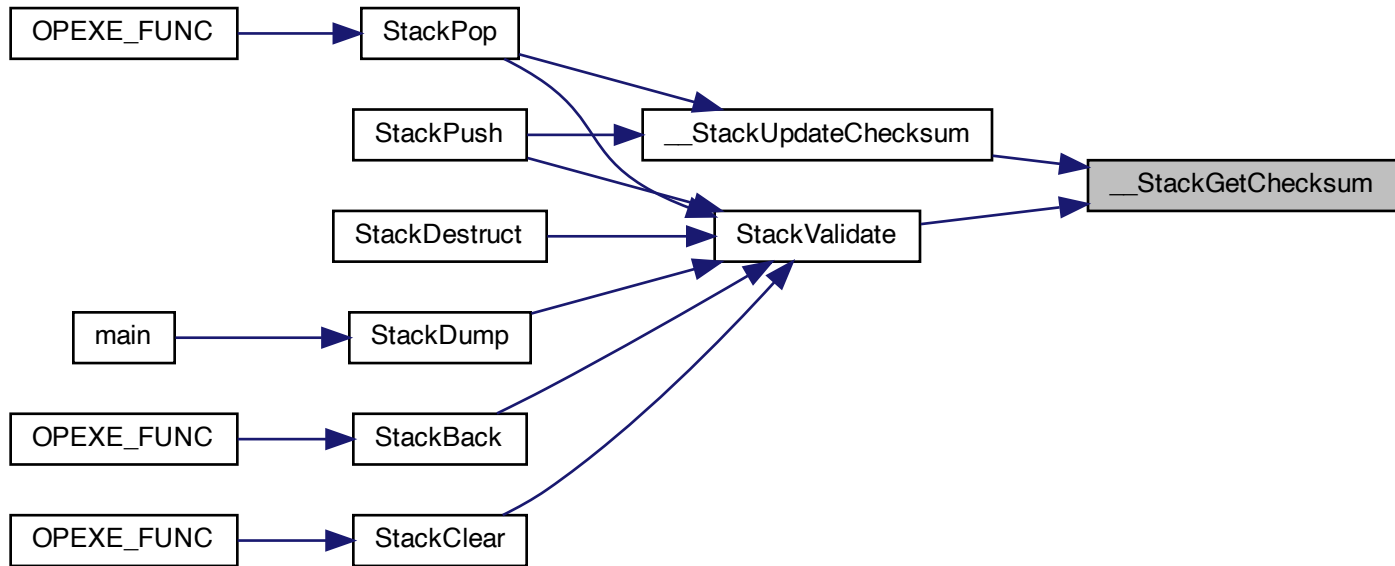 OPEXE_FUNC
StackPop
StackPush
__StackUpdateChecksum
__StackGetChecksum
StackDestruct
StackValidate
main
StackDump
OPEXE_FUNC
StackBack
OPEXE_FUNC
StackClear